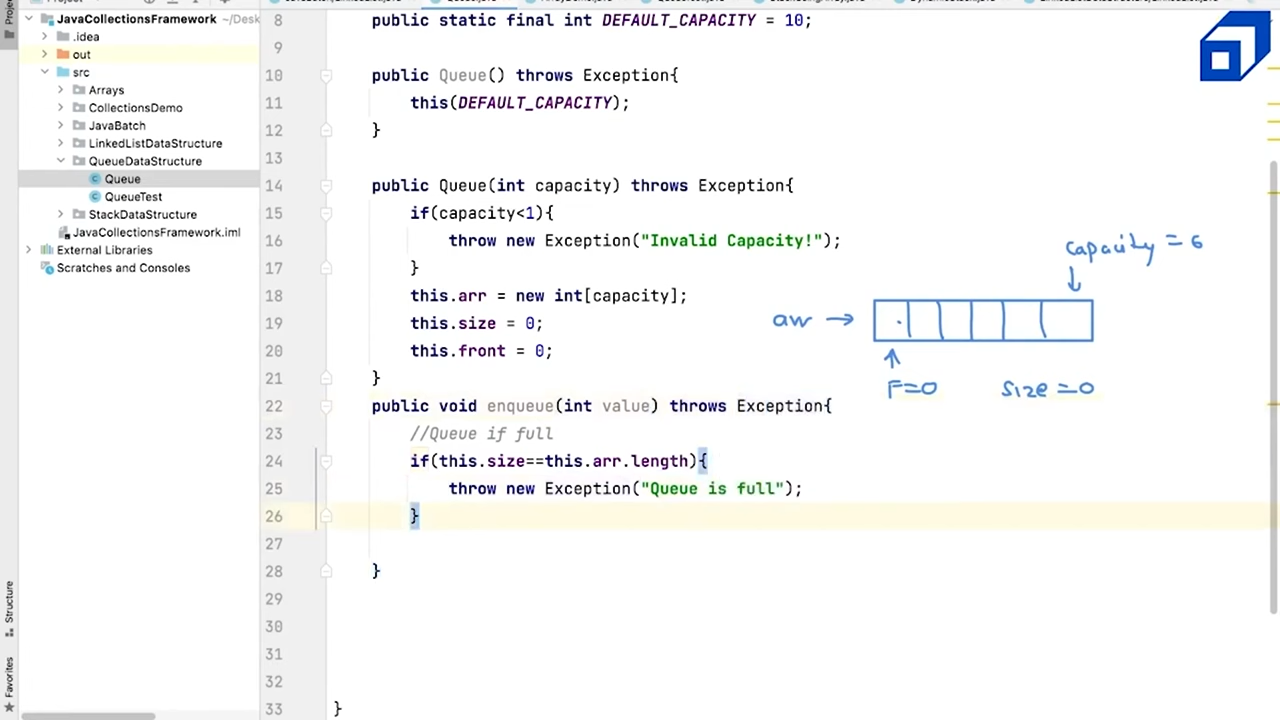 JavaCollectionsFramework ~/Desk
.idea
out
src
Arrays
CollectionsDemo
JavaBatch
LinkedListDataStructure
QueueDataStructure
Queue
QueueTest
StackDataStructure
JavaCollectionsFramework.iml
External Libraries
Scratches and Consoles
Structure
Favorites
8 public static final int DEFAULT_CAPACITY = 10;
9
10 public Queue() throws Exception{
11 this(DEFAULT_CAPACITY);
12 }
13
14 public Queue(int capacity) throws Exception{
15 if(capacity<1){
16 throw new Exception("Invalid Capacity!");
17 }
18 this.arr = new int[capacity];
19 this.size = 0;
20 this.front = 0;
21 }
22 public void enqueue(int value) throws Exception{
23 //Queue if full
24 if(this.size==this.arr.length){
25 throw new Exception("Queue is full");
26 }
27
28 }
29
30
31
32
33 }
capacity = 6
arr →
F=0 size=0